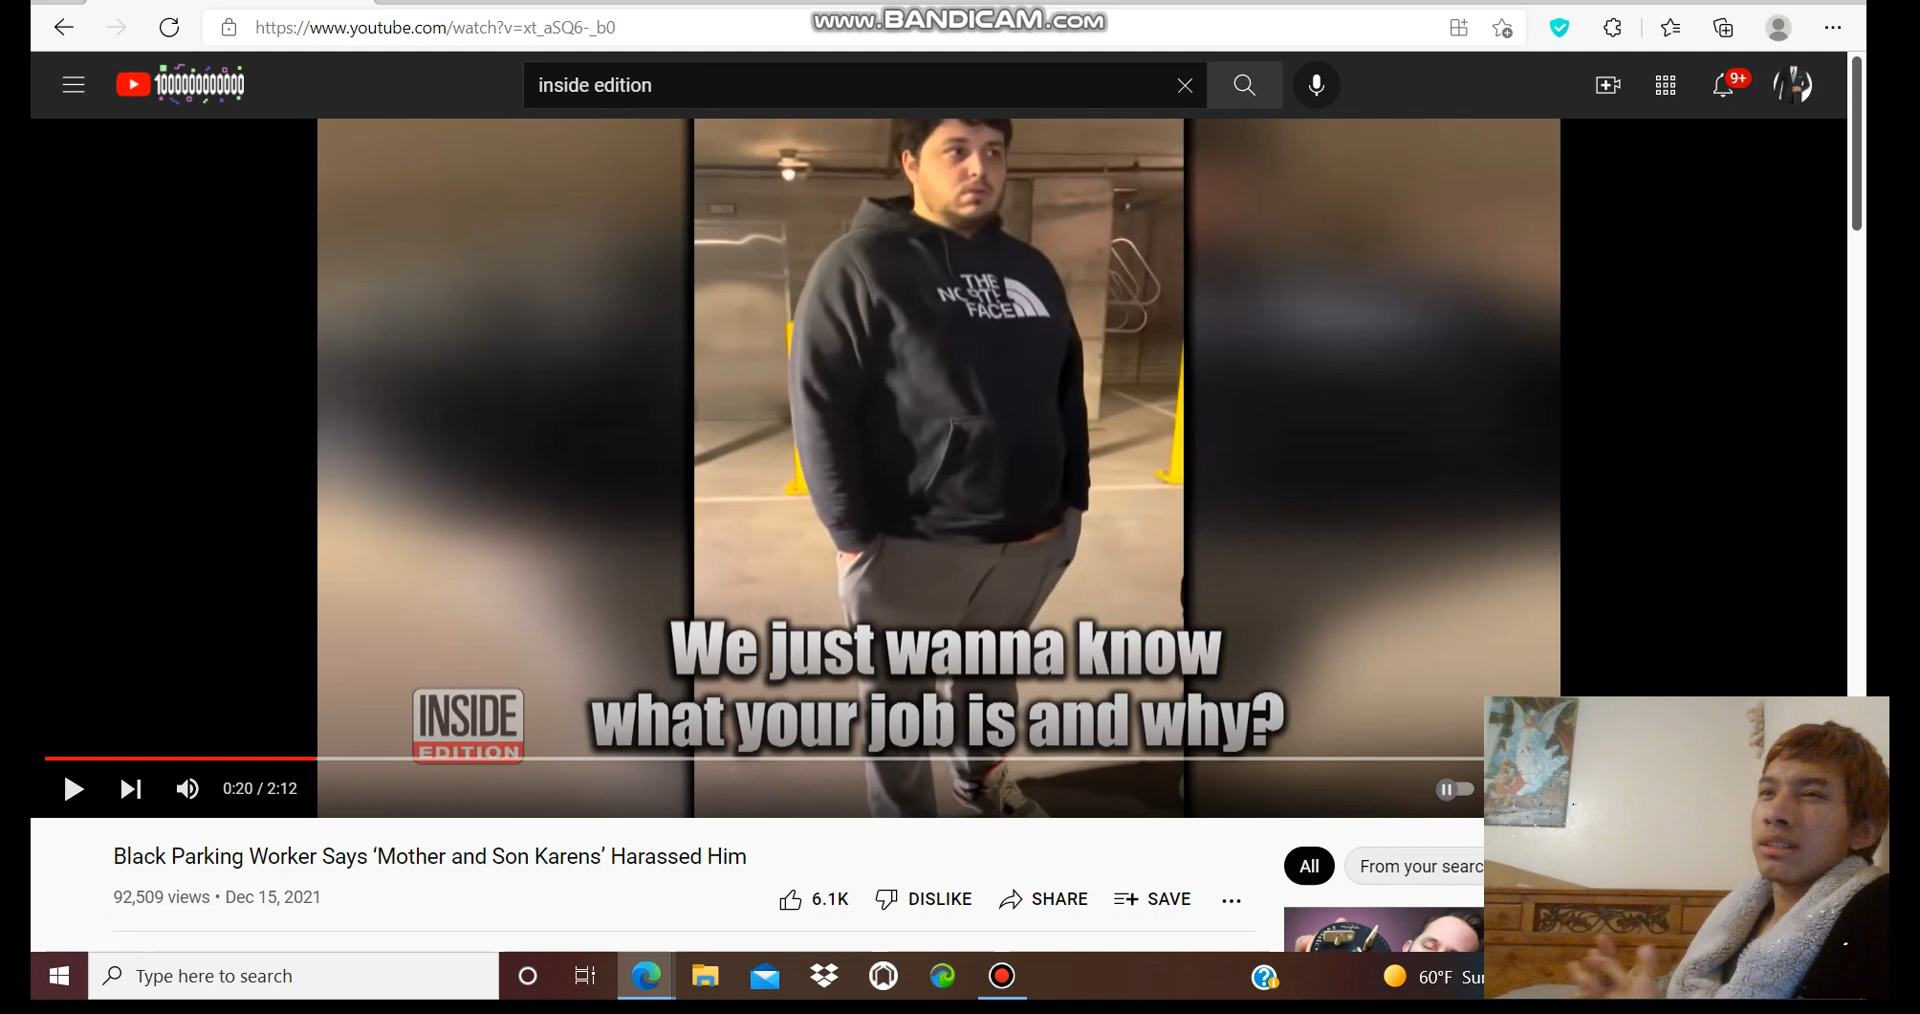 https://www.youtube.com/watch?v=xt_aSQ6-_b0
www.BANDICAM.com
1000000000000
inside edition
9+
THE
NORTH
FACE
We just wanna know
what your job is and why?
INSIDE
EDITION
0:20 / 2:12
Black Parking Worker Says ‘Mother and Son Karens’ Harassed Him
92,509 views • Dec 15, 2021
6.1K
DISLIKE
SHARE
SAVE
All
From your searc
Type here to search
60°F Su